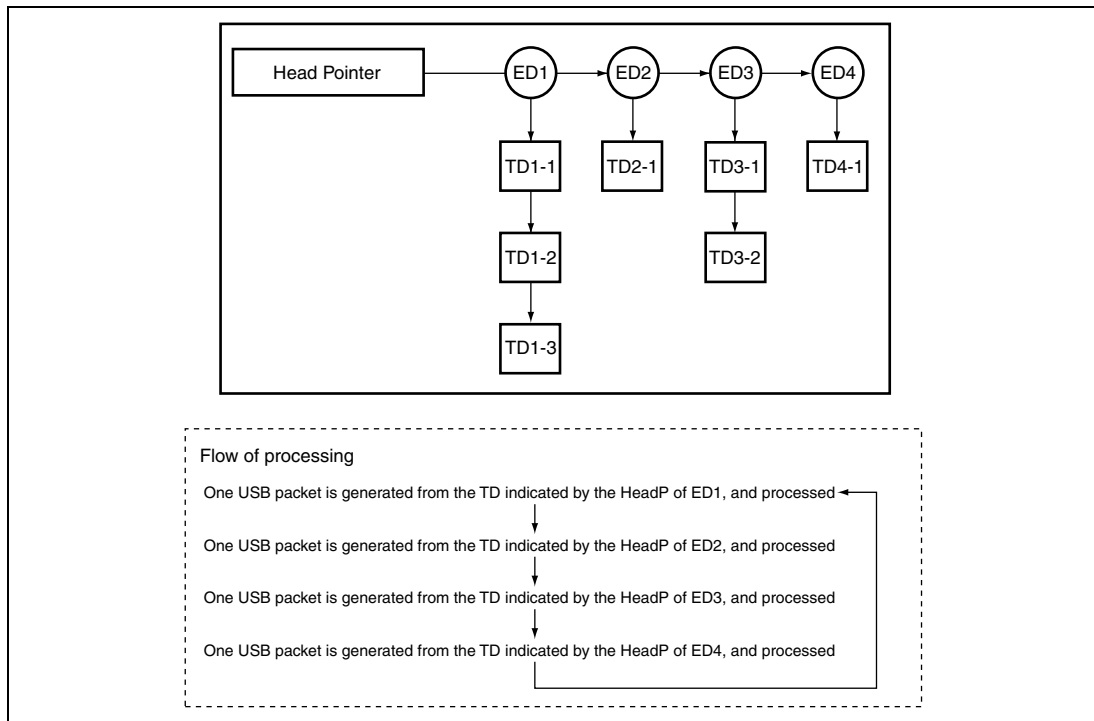 Head Pointer
ED1
ED2
ED3
ED4
TD1-1
TD2-1
TD3-1
TD4-1
TD1-2
TD3-2
TD1-3
Flow of processing
One USB packet is generated from the TD indicated by the HeadP of ED1, and processed
One USB packet is generated from the TD indicated by the HeadP of ED2, and processed
One USB packet is generated from the TD indicated by the HeadP of ED3, and processed
One USB packet is generated from the TD indicated by the HeadP of ED4, and processed